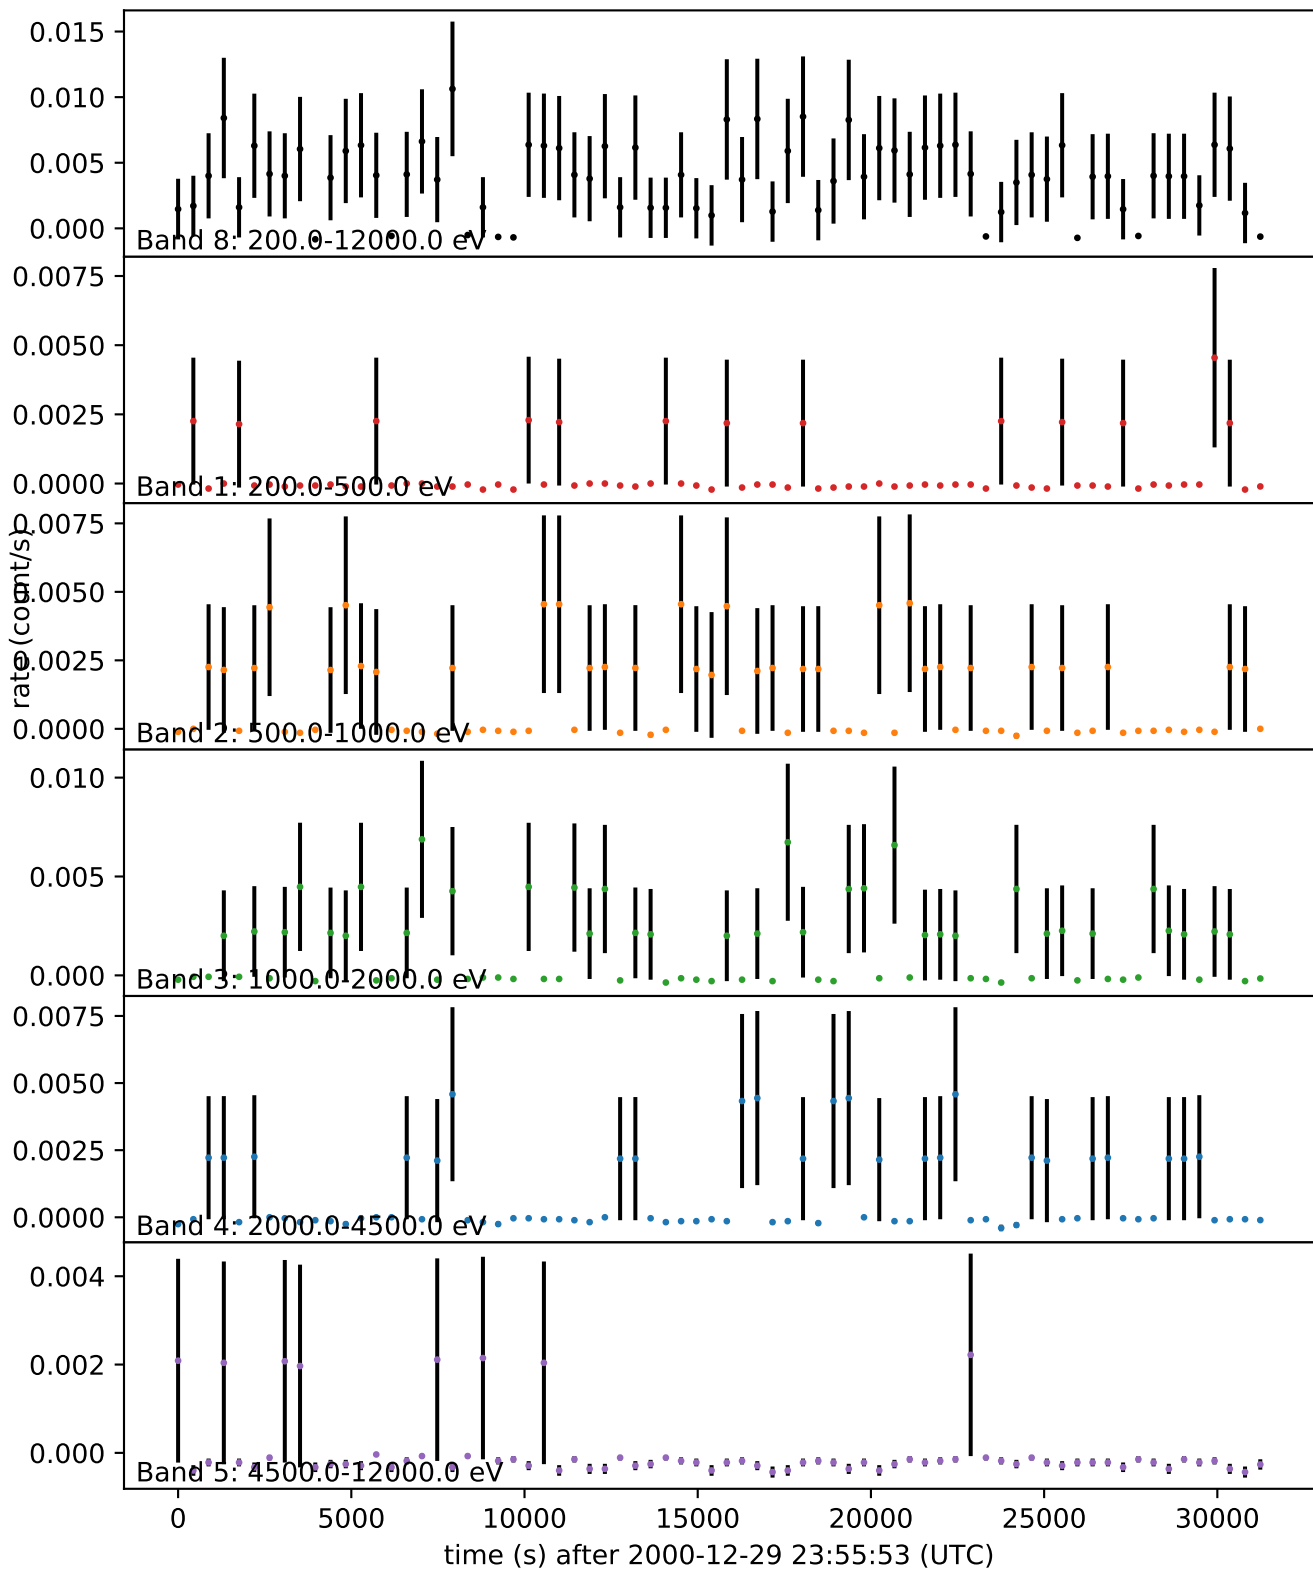 0.015
0.010
0.005
0.000
Band 8: 200.0-12000.0 eV
0.0075
0.0050
0.0025
0.0000
Band 1: 200.0-500.0 eV
rate (count/s)
0.0075
0.0050
0.0025
0.0000
Band 2: 500.0-1000.0 eV
0.010
0.005
0.000
Band 3: 1000.0-2000.0 eV
0.0075
0.0050
0.0025
0.0000
Band 4: 2000.0-4500.0 eV
0.004
0.002
0.000
Band 5: 4500.0-12000.0 eV
0 5000 10000 15000 20000 25000 30000
time (s) after 2000-12-29 23:55:53 (UTC)